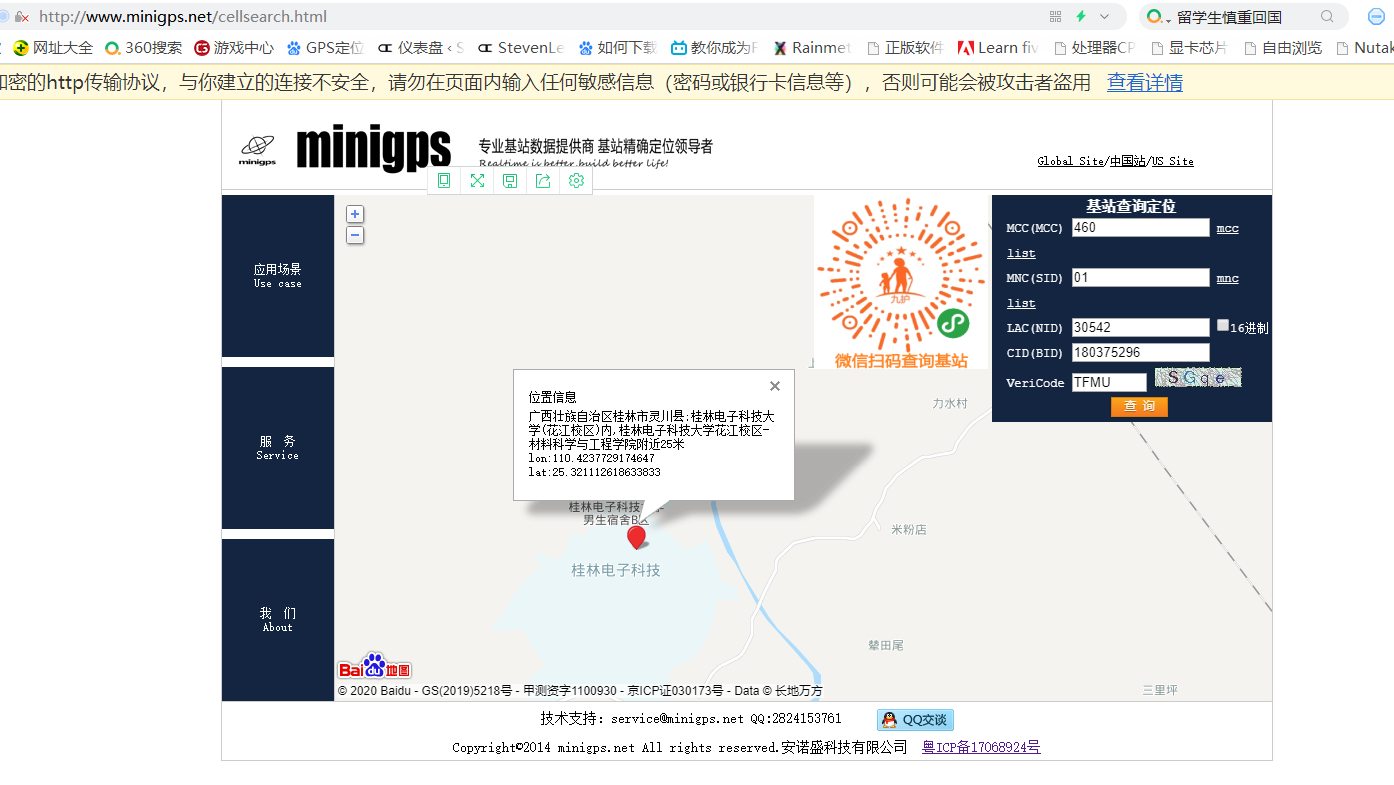 http://www.minigps.net/cellsearch.html
留学生慎重回国
网址大全 360搜索 游戏中心 GPS定位 仪表盘 ‹ S StevenLe 如何下载 教你成为F Rainmet 正版软件 Learn fiv 处理器CP 显卡芯片 自由浏览 Nutak
加密的http传输协议，与你建立的连接不安全，请勿在页面内输入任何敏感信息（密码或银行卡信息等），否则可能会被攻击者盗用 查看详情
minigps
minigps
专业基站数据提供商 基站精确定位领导者
Realtime is better,build better life!
Global Site/中国站/US Site
应用场景
Use case
服 务
Service
我 们
About
+
−
九护
微信扫码查询基站
基站查询定位
MCC(MCC) 460 mcc
list
MNC(SID) 01 mnc
list
LAC(NID) 30542 16进制
CID(BID) 180375296
VeriCode TFMU SGqe
查 询
位置信息
广西壮族自治区桂林市灵川县;桂林电子科技大
学(花江校区)内,桂林电子科技大学花江校区-
材料科学与工程学院附近25米
lon:110.4237729174647
lat:25.321112618633833
桂林电子科技
男生宿舍B区
桂林电子科技
力水村
米粉店
辇田尾
三里坪
Bai du 地图
© 2020 Baidu - GS(2019)5218号 - 甲测资字1100930 - 京ICP证030173号 - Data © 长地万方
技术支持：service@minigps.net QQ:2824153761 QQ交谈
Copyright©2014 minigps.net All rights reserved.安诺盛科技有限公司 粤ICP备17068924号